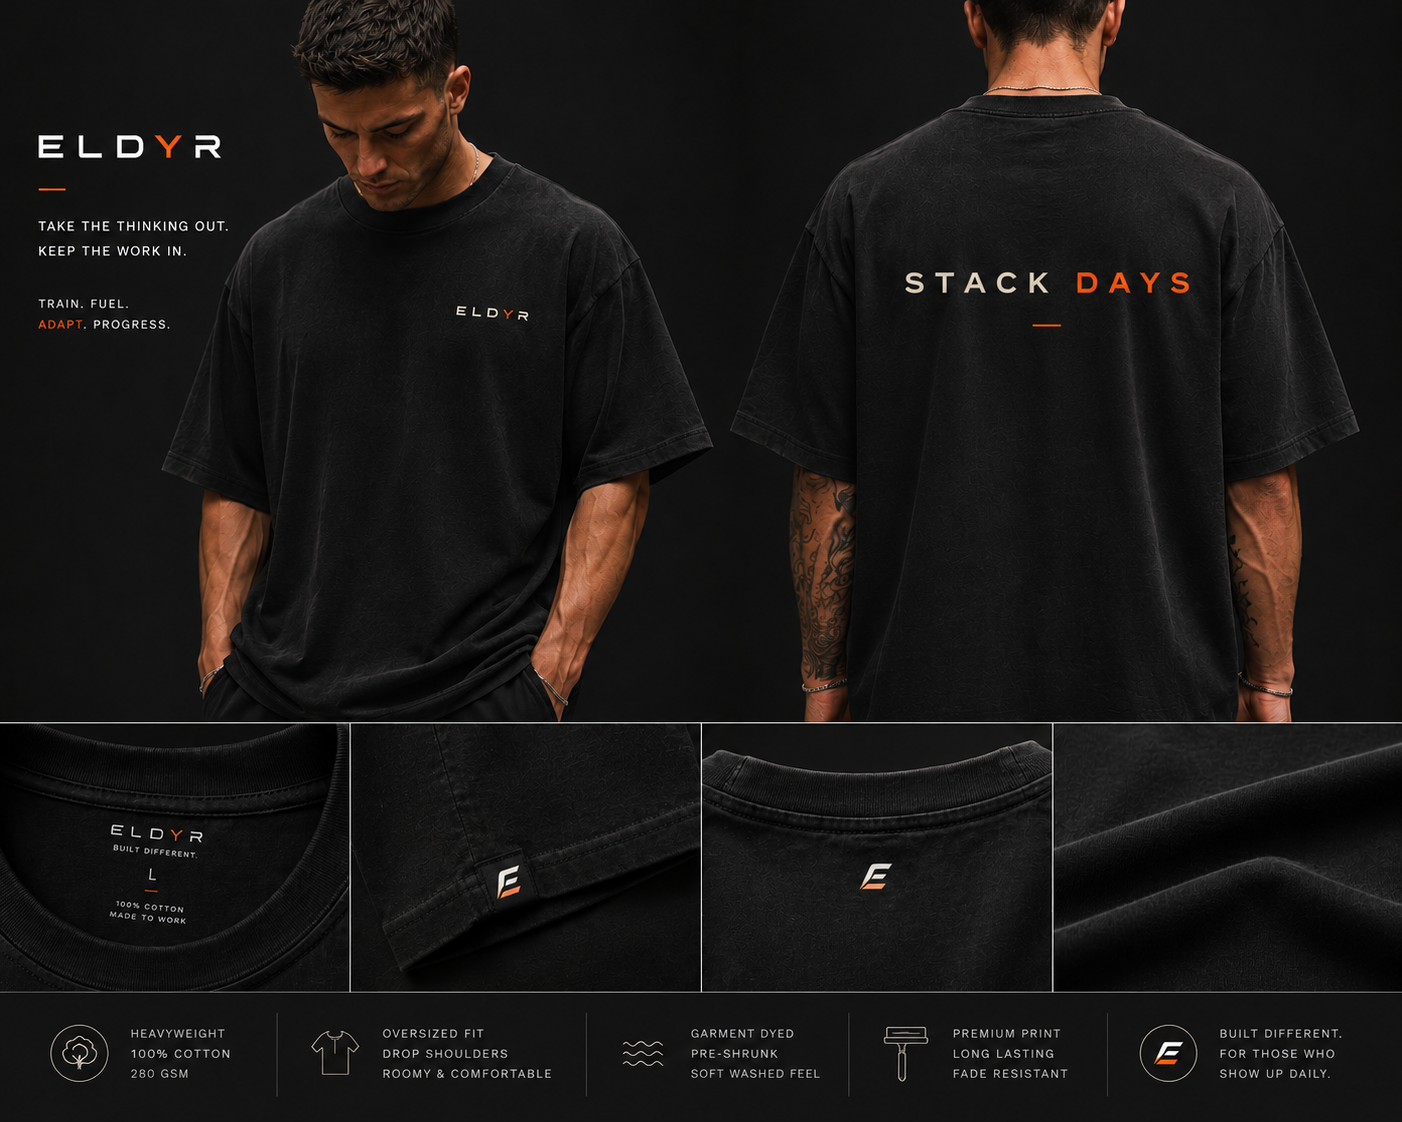 ELDYR
TAKE THE THINKING OUT.
KEEP THE WORK IN.
TRAIN. FUEL.
ADAPT. PROGRESS.
ELDYR
STACK DAYS
ELDYR
BUILT DIFFERENT.
L
100% COTTON
MADE TO WORK
E
E
HEAVYWEIGHT
100% COTTON
280 GSM
OVERSIZED FIT
DROP SHOULDERS
ROOMY & COMFORTABLE
GARMENT DYED
PRE-SHRUNK
SOFT WASHED FEEL
PREMIUM PRINT
LONG LASTING
FADE RESISTANT
E
BUILT DIFFERENT.
FOR THOSE WHO
SHOW UP DAILY.